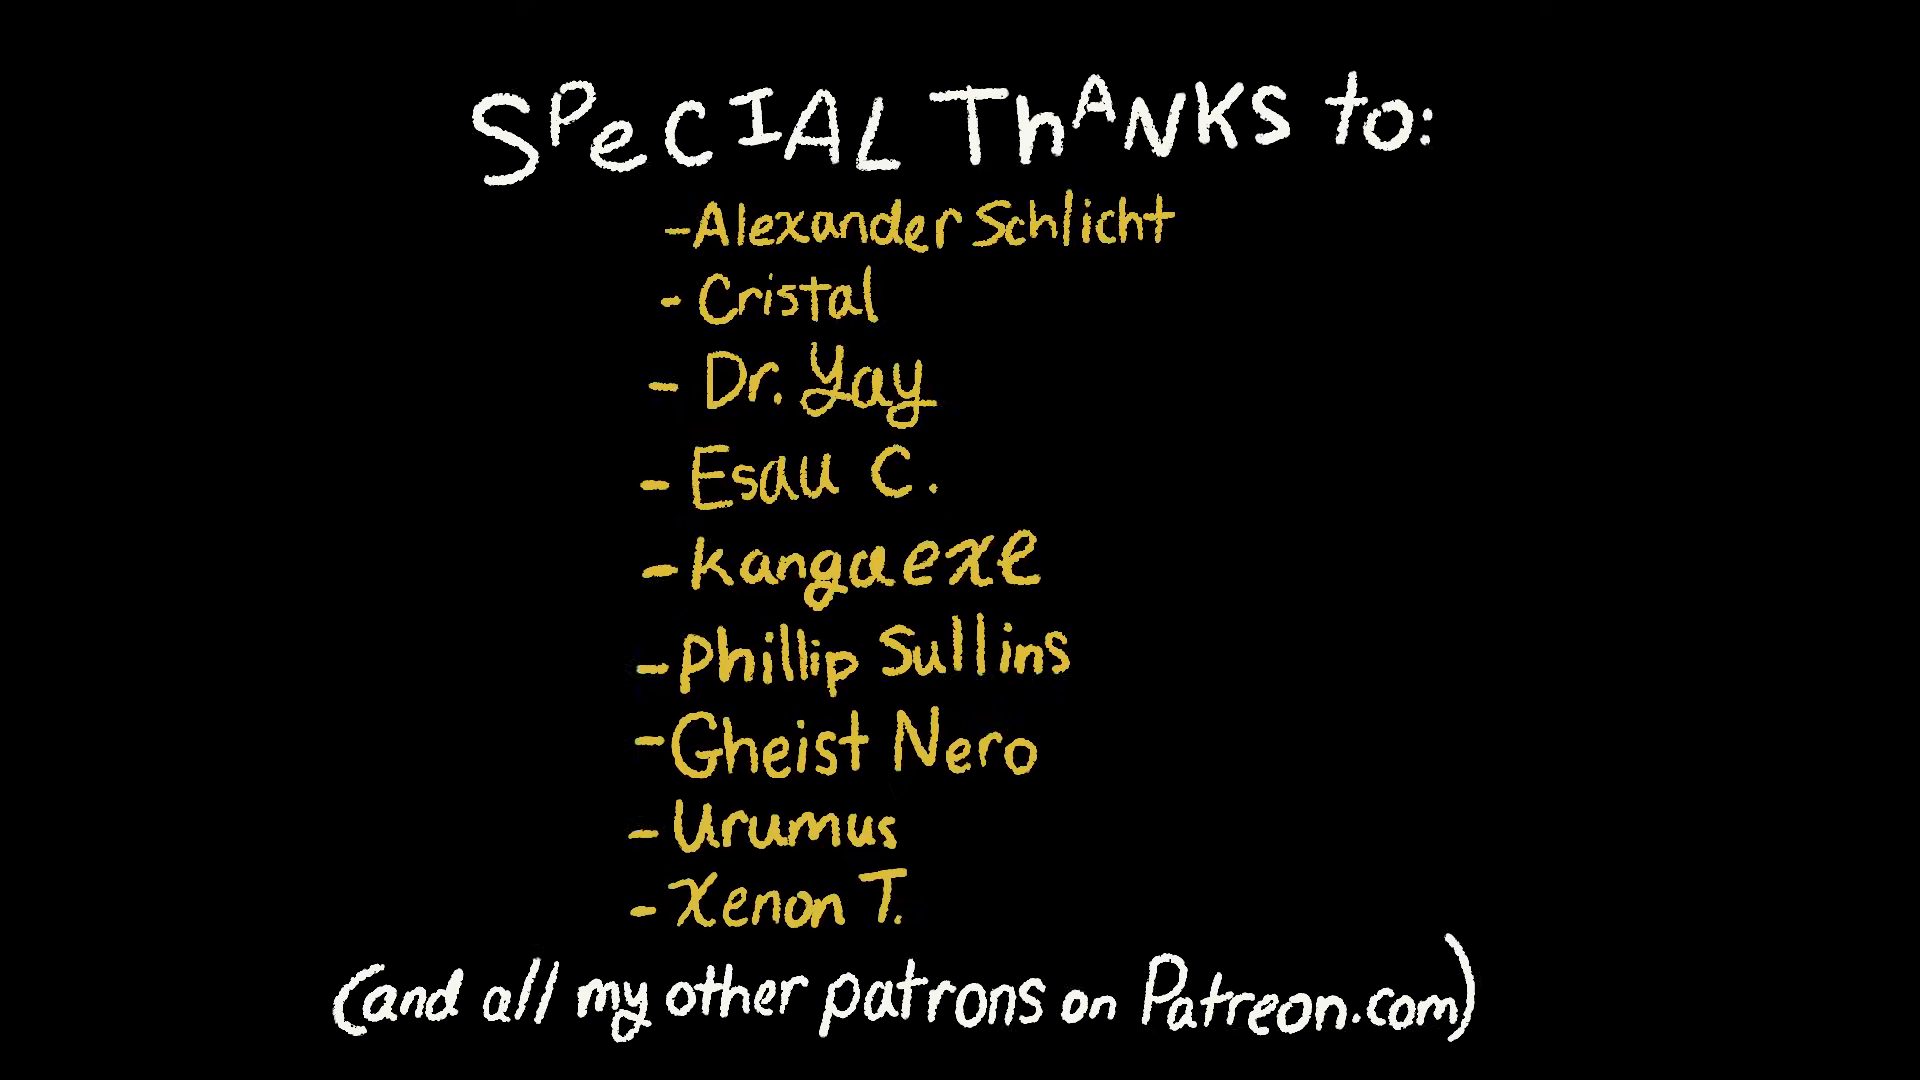 SPeCIAL ThANKS to:
-Alexander Schlicht
- Cristal
- Dr. Yay
- Esau C.
- Kangaexe
- Phillip Sullins
- Gheist Nero
- Urumus
- Xenon T.
(and all my other patrons on Patreon.com)